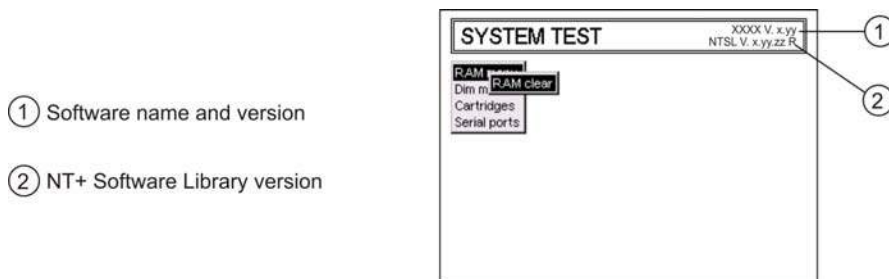 SYSTEM TEST
XXXX V. x.yy
NTSL V. x.yy.zz R
1
2
RAM
RAM clear
Dim m
Cartridges
Serial ports
1 Software name and version
2 NT+ Software Library version